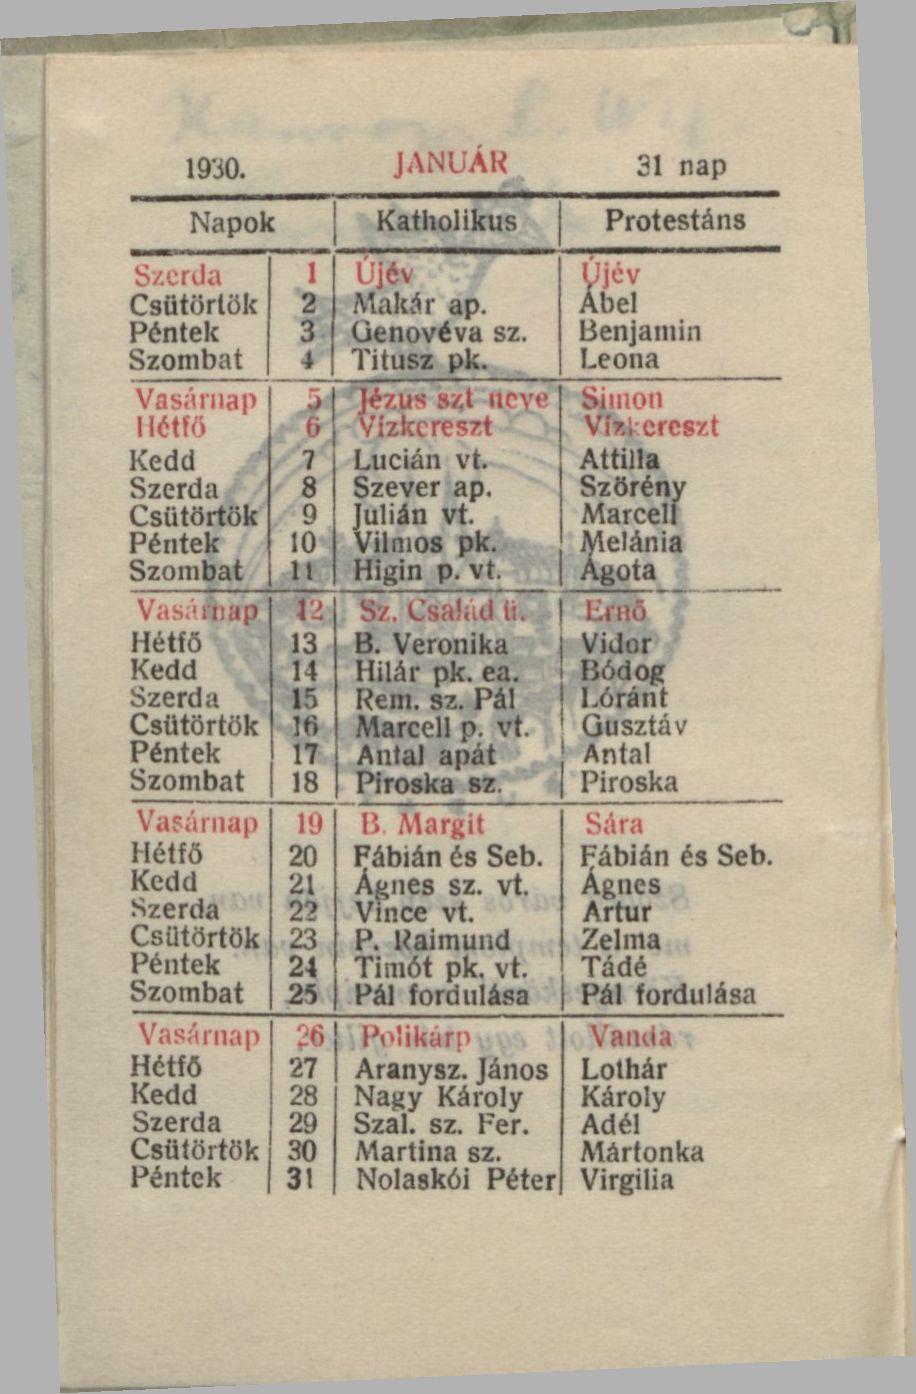 1930. JANUÁR 31 nap
Napok Katholikus Protestáns
Szerda 1 Újév Újév
Csütörtök 2 Makár ap. Ábel
Péntek 3 Genovéva sz. Benjamin
Szombat 4 Titusz pk. Leona
Vasárnap 5 Jézus szt neve Simon
Hétfő 6 Vízkereszt Vízkereszt
Kedd 7 Lucián vt. Attilla
Szerda 8 Szever ap. Szörény
Csütörtök 9 Julián vt. Marcell
Péntek 10 Vilmos pk. Melánia
Szombat 11 Higin p. vt. Ágota
Vasárnap 12 Sz. Család ü. Ernő
Hétfő 13 B. Veronika Vidor
Kedd 14 Hilár pk. ea. Bódog
Szerda 15 Rem. sz. Pál Lóránt
Csütörtök 16 Marcell p. vt. Gusztáv
Péntek 17 Antal apát Antal
Szombat 18 Piroska sz. Piroska
Vasárnap 19 B. Margit Sára
Hétfő 20 Fábián és Seb. Fábián és Seb.
Kedd 21 Ágnes sz. vt. Ágnes
Szerda 22 Vince vt. Artur
Csütörtök 23 P. Raimund Zelma
Péntek 24 Timót pk. vt. Tádé
Szombat 25 Pál fordulása Pál fordulása
Vasárnap 26 Polikárp Vanda
Hétfő 27 Aranysz. János Lothár
Kedd 28 Nagy Károly Károly
Szerda 29 Szal. sz. Fer. Adél
Csütörtök 30 Martina sz. Mártonka
Péntek 31 Nolaskói Péter Virgilia